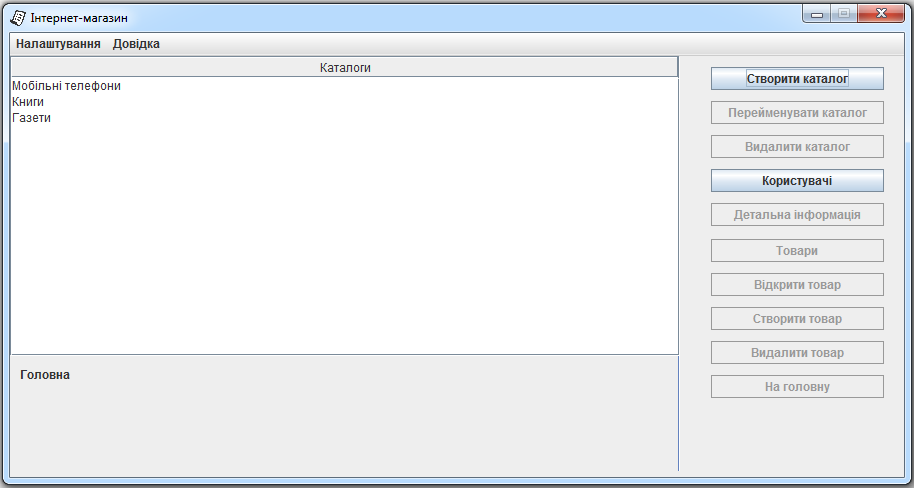 Інтернет-магазин
Налаштування Довідка
Каталоги
Мобільні телефони
Книги
Газети
Головна
Створити каталог
Перейменувати каталог
Видалити каталог
Користувачі
Детальна інформація
Товари
Відкрити товар
Створити товар
Видалити товар
На головну